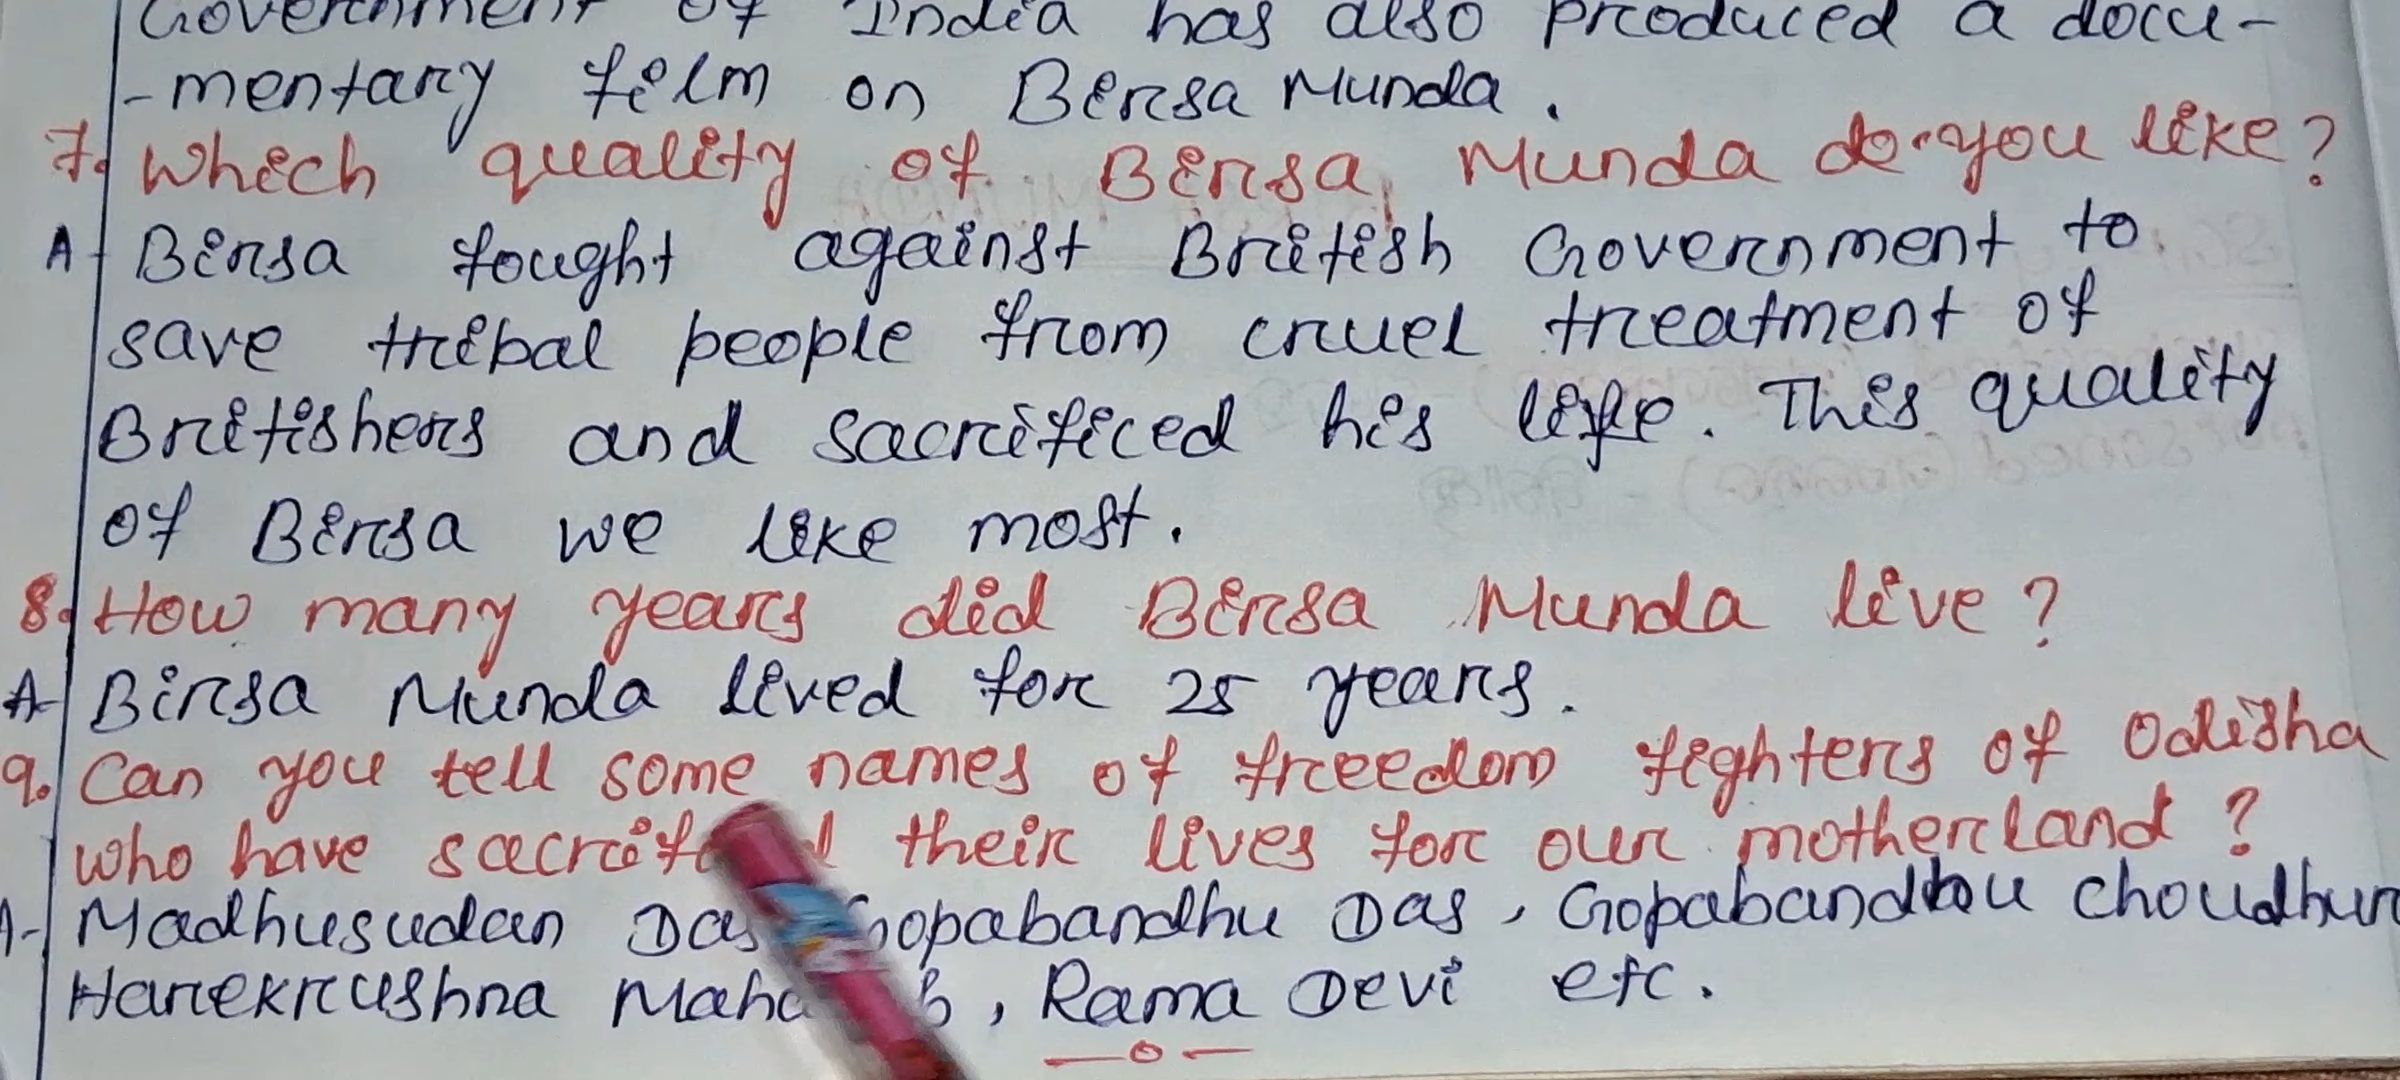 Government of India has also produced a docu-
-mentary film on Birsa Munda.
7. Which quality of Birsa Munda do you like?
A- Birsa fought against British Government to
save tribal people from cruel treatment of
Britishers and sacrificed his life. This quality
of Birsa we like most.
8. How many years did Birsa Munda live?
A- Birsa Munda lived for 25 years.
9. Can you tell some names of freedom fighters of Odisha
who have their lives for our motherland?
A- Madhusudan Das Gopabandhu Das, Gopabandhu Choudhur
Harekrushna , Rama Devi etc.